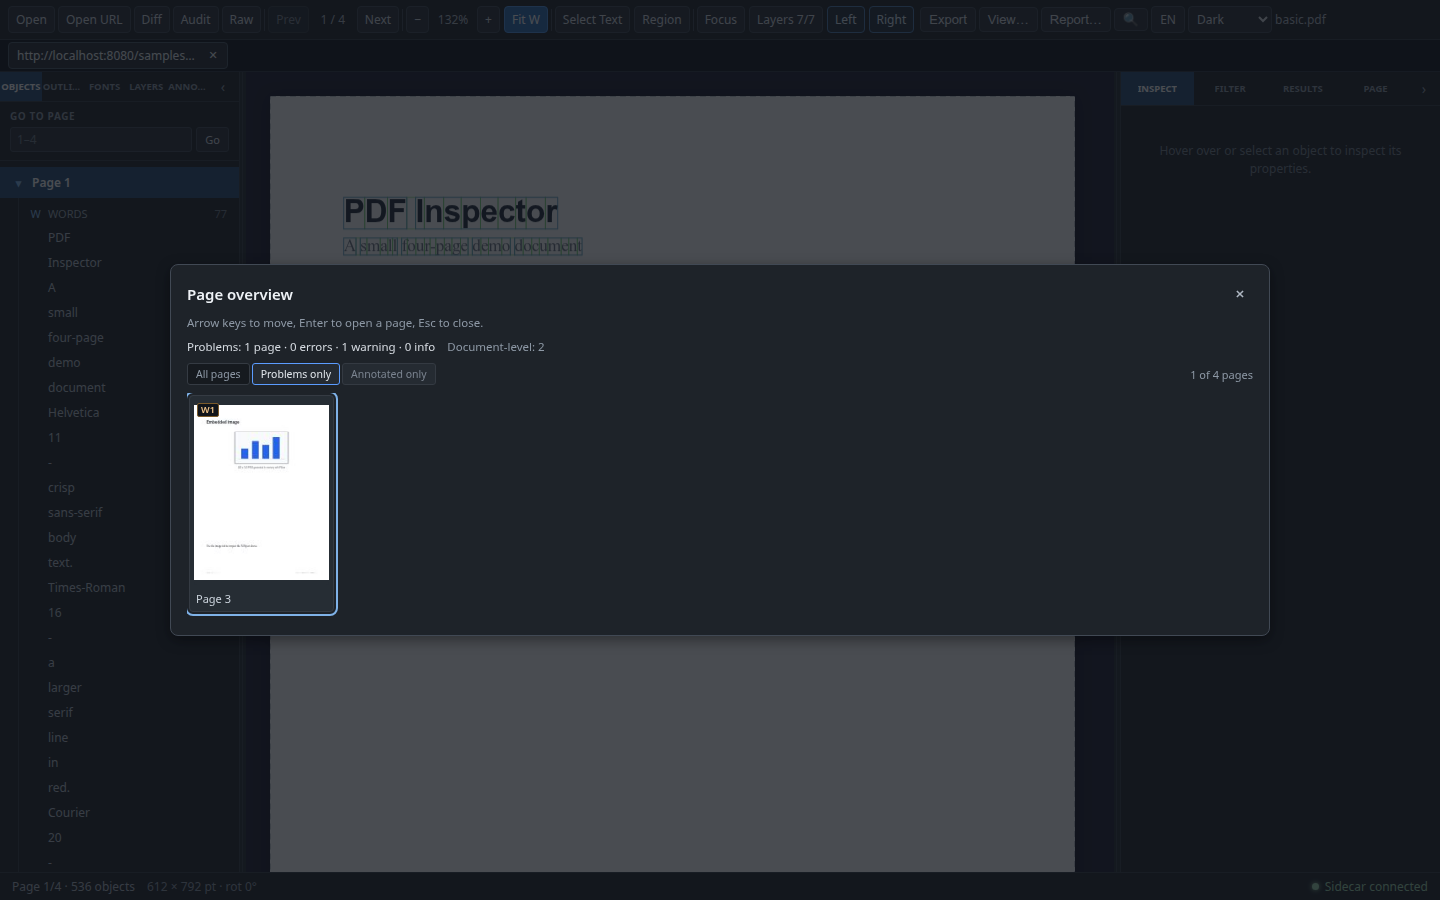 Open Open URL Diff Audit Raw Prev 1 / 4 Next − 132% + Fit W Select Text Region Focus Layers 7/7 Left Right Export View... Report... EN Dark basic.pdf
http://localhost:8080/samples... ×
OBJECTS OUTLI... FONTS LAYERS ANNO... ‹
INSPECT FILTER RESULTS PAGE ›
GO TO PAGE
1–4 Go
Hover over or select an object to inspect its
properties.
▾ Page 1
W WORDS 77
PDF
Inspector
A
small
four-page
demo
document
Helvetica
11
-
crisp
sans-serif
body
text.
Times-Roman
16
-
a
larger
serif
line
in
red.
Courier
20
-
PDF Inspector
A small four-page demo document
Page overview ×
Arrow keys to move, Enter to open a page, Esc to close.
Problems: 1 page · 0 errors · 1 warning · 0 info Document-level: 2
All pages Problems only Annotated only 1 of 4 pages
W1
Embedded image
Page 3
Page 1/4 · 536 objects 612 × 792 pt · rot 0° Sidecar connected